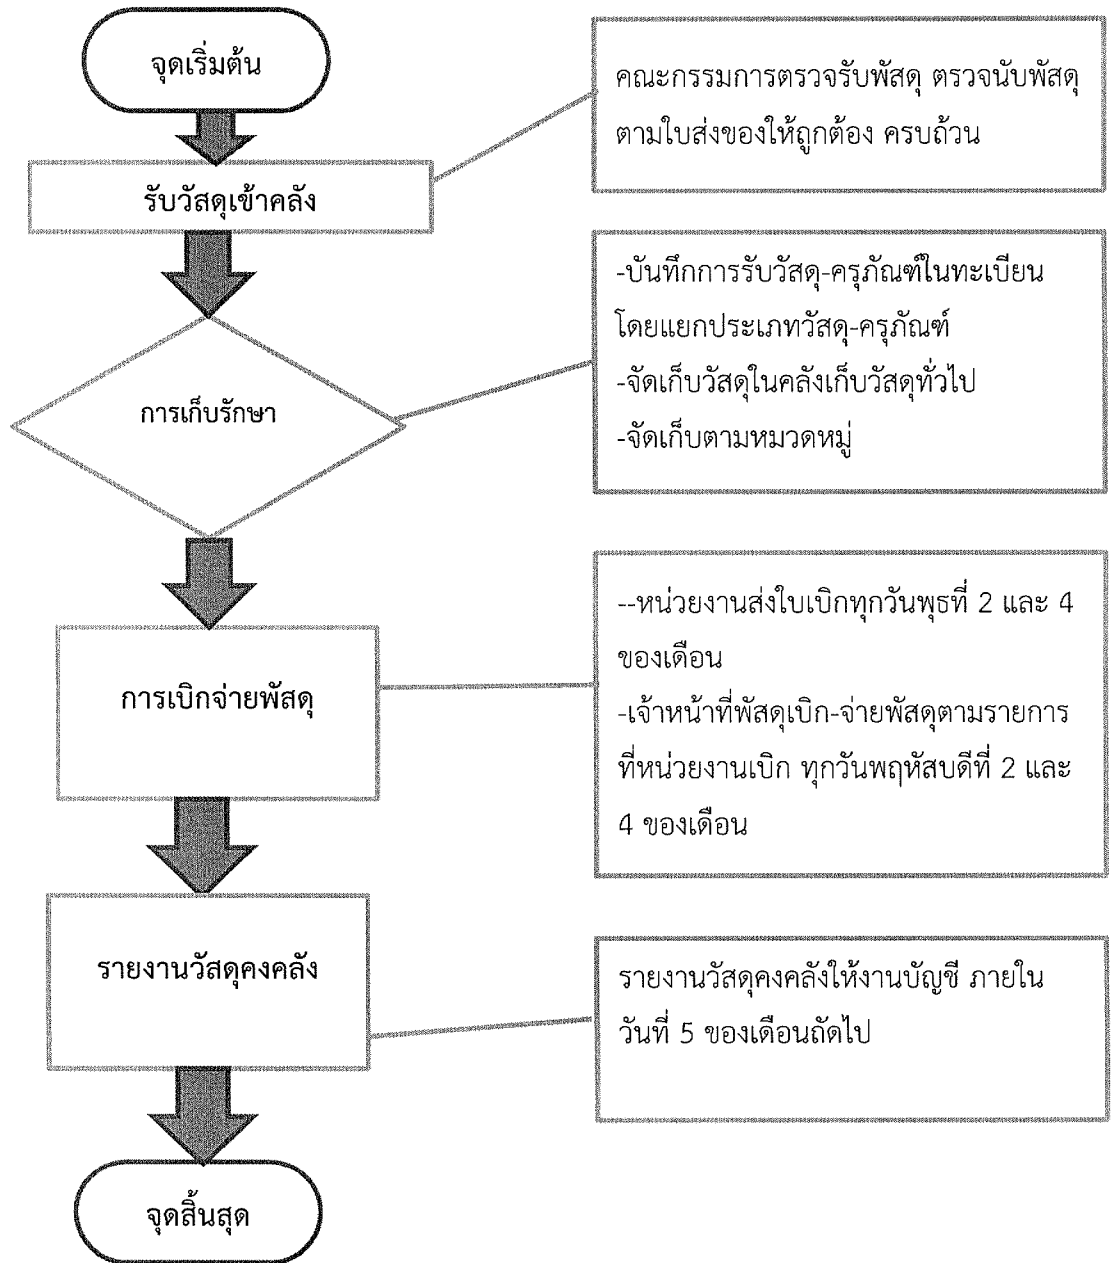 จุดเริ่มต้น
คณะกรรมการตรวจรับพัสดุ ตรวจนับพัสดุ
ตามใบส่งของให้ถูกต้อง ครบถ้วน
รับวัสดุเข้าคลัง
-บันทึกการรับวัสดุ-ครุภัณฑ์ในทะเบียน
โดยแยกประเภทวัสดุ-ครุภัณฑ์
-จัดเก็บวัสดุในคลังเก็บวัสดุทั่วไป
-จัดเก็บตามหมวดหมู่
การเก็บรักษา
--หน่วยงานส่งใบเบิกทุกวันพุธที่ 2 และ 4
ของเดือน
-เจ้าหน้าที่พัสดุเบิก-จ่ายพัสดุตามรายการ
ที่หน่วยงานเบิก ทุกวันพฤหัสบดีที่ 2 และ
4 ของเดือน
การเบิกจ่ายพัสดุ
รายงานวัสดุคงคลัง
รายงานวัสดุคงคลังให้งานบัญชี ภายใน
วันที่ 5 ของเดือนถัดไป
จุดสิ้นสุด